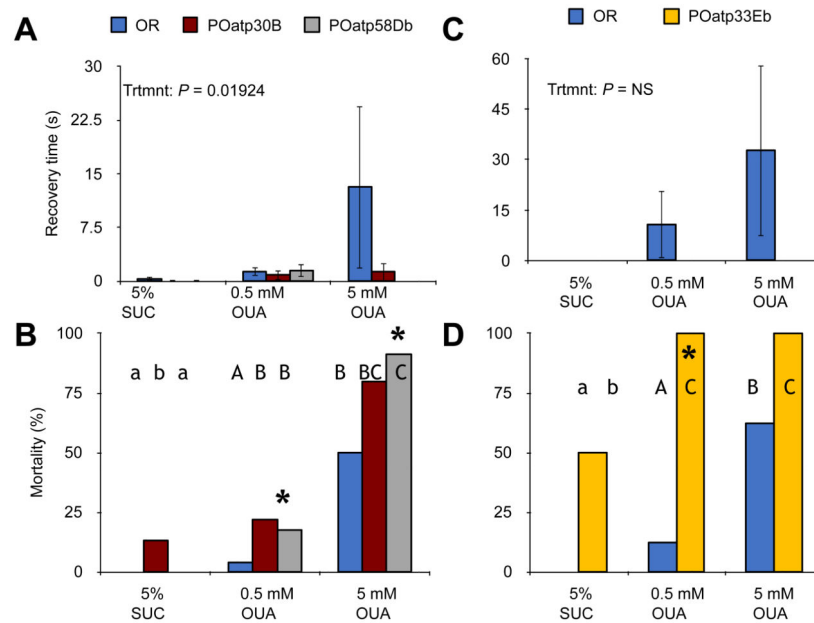 A
OR POatp30B POatp58Db
Recovery time (s)
30
22.5
15
7.5
0
Trtmnt: P = 0.01924
5% SUC
0.5 mM OUA
5 mM OUA
C
OR POatp33Eb
60
45
30
15
0
Trtmnt: P = NS
5% SUC
0.5 mM OUA
5 mM OUA
B
Mortality (%)
100
75
50
25
0
a b a A B B B BC C
*
*
5% SUC
0.5 mM OUA
5 mM OUA
D
100
75
50
25
0
a b A C B C
*
5% SUC
0.5 mM OUA
5 mM OUA